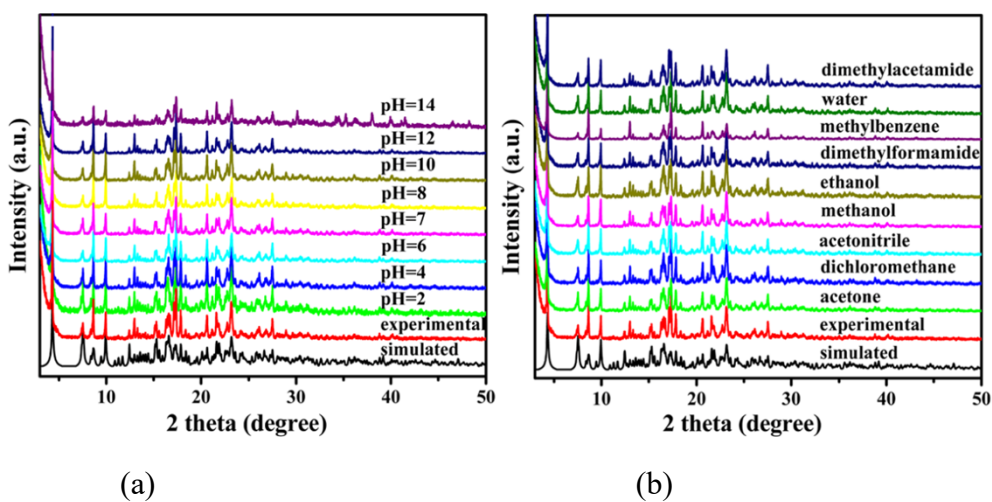 Intensity (a.u.)
pH=14
pH=12
pH=10
pH=8
pH=7
pH=6
pH=4
pH=2
experimental
simulated
10 20 30 40 50
2 theta (degree)
(a)
Intensity (a.u.)
dimethylacetamide
water
methylbenzene
dimethylformamide
ethanol
methanol
acetonitrile
dichloromethane
acetone
experimental
simulated
10 20 30 40 50
2 theta (degree)
(b)